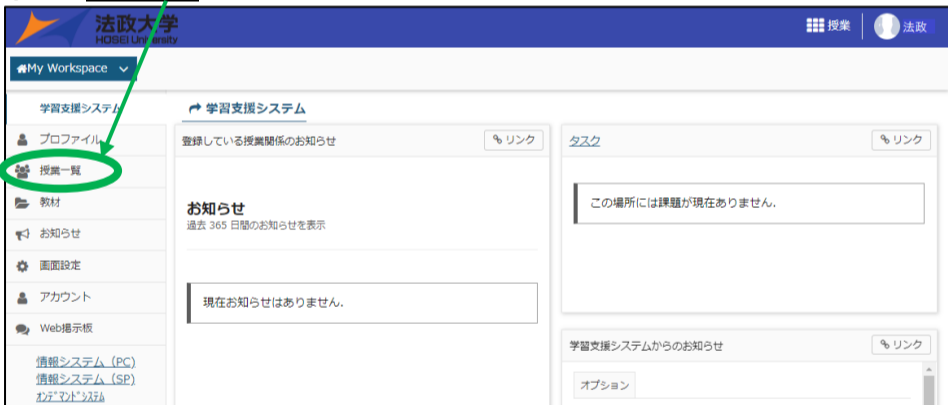 法政大学
HOSEI University
授業
法政
My Workspace
学習支援システム
プロファイル
授業一覧
教材
お知らせ
画面設定
アカウント
Web掲示板
情報システム（PC）
情報システム（SP）
ｵﾝﾃﾞﾏﾝﾄﾞｼｽﾃﾑ
学習支援システム
登録している授業関係のお知らせ
リンク
お知らせ
過去 365 日間のお知らせを表示
現在お知らせはありません.
タスク
リンク
この場所には課題が現在ありません.
学習支援システムからのお知らせ
リンク
オプション